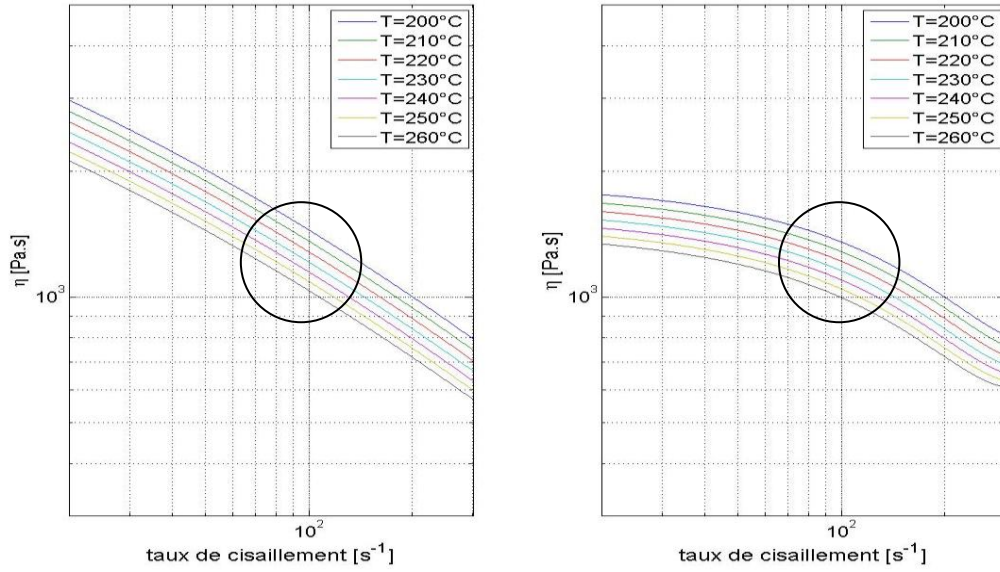 T=200°C
T=210°C
T=220°C
T=230°C
T=240°C
T=250°C
T=260°C
η [Pa.s]
10³
10²
taux de cisaillement [s⁻¹]
T=200°C
T=210°C
T=220°C
T=230°C
T=240°C
T=250°C
T=260°C
η [Pa.s]
10³
10²
taux de cisaillement [s⁻¹]